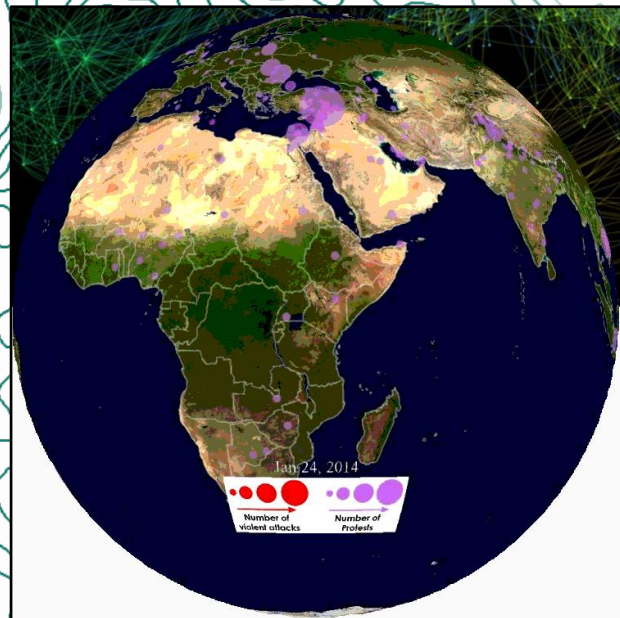 Jan 24, 2014
Number of
violent attacks
Number of
Protests